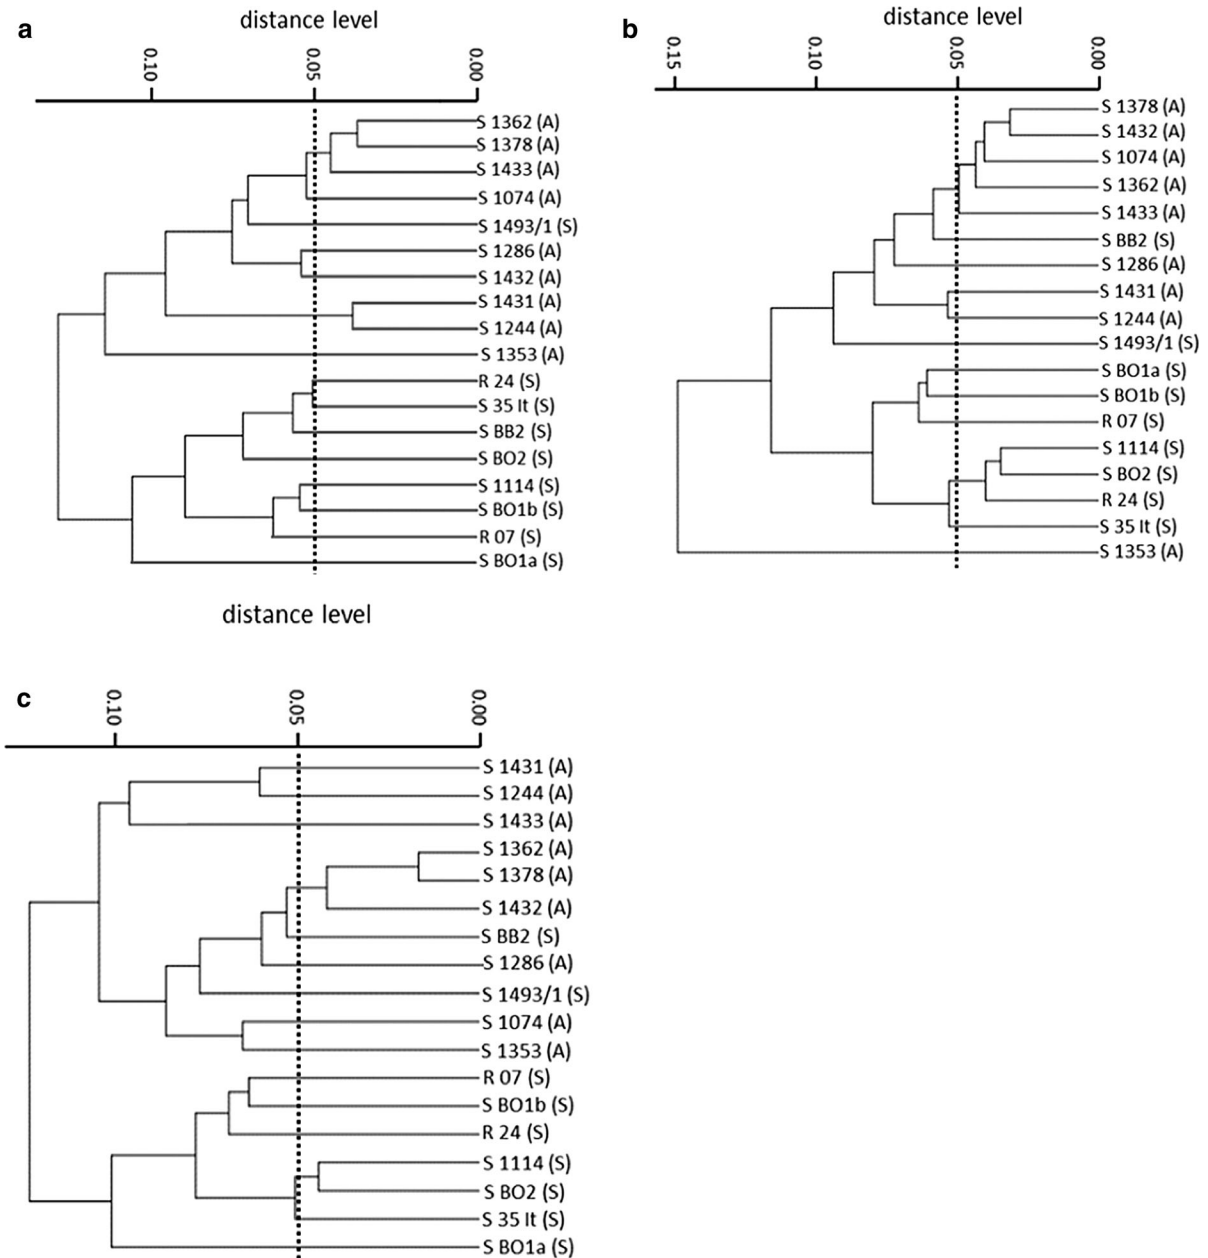 a
distance level
0.10
0.05
0.00
S 1362 (A)
S 1378 (A)
S 1433 (A)
S 1074 (A)
S 1493/1 (S)
S 1286 (A)
S 1432 (A)
S 1431 (A)
S 1244 (A)
S 1353 (A)
R 24 (S)
S 35 It (S)
S BB2 (S)
S BO2 (S)
S 1114 (S)
S BO1b (S)
R 07 (S)
S BO1a (S)
b
distance level
0.15
0.10
0.05
0.00
S 1378 (A)
S 1432 (A)
S 1074 (A)
S 1362 (A)
S 1433 (A)
S BB2 (S)
S 1286 (A)
S 1431 (A)
S 1244 (A)
S 1493/1 (S)
S BO1a (S)
S BO1b (S)
R 07 (S)
S 1114 (S)
S BO2 (S)
R 24 (S)
S 35 It (S)
S 1353 (A)
distance level
c
0.10
0.05
0.00
S 1431 (A)
S 1244 (A)
S 1433 (A)
S 1362 (A)
S 1378 (A)
S 1432 (A)
S BB2 (S)
S 1286 (A)
S 1493/1 (S)
S 1074 (A)
S 1353 (A)
R 07 (S)
S BO1b (S)
R 24 (S)
S 1114 (S)
S BO2 (S)
S 35 It (S)
S BO1a (S)